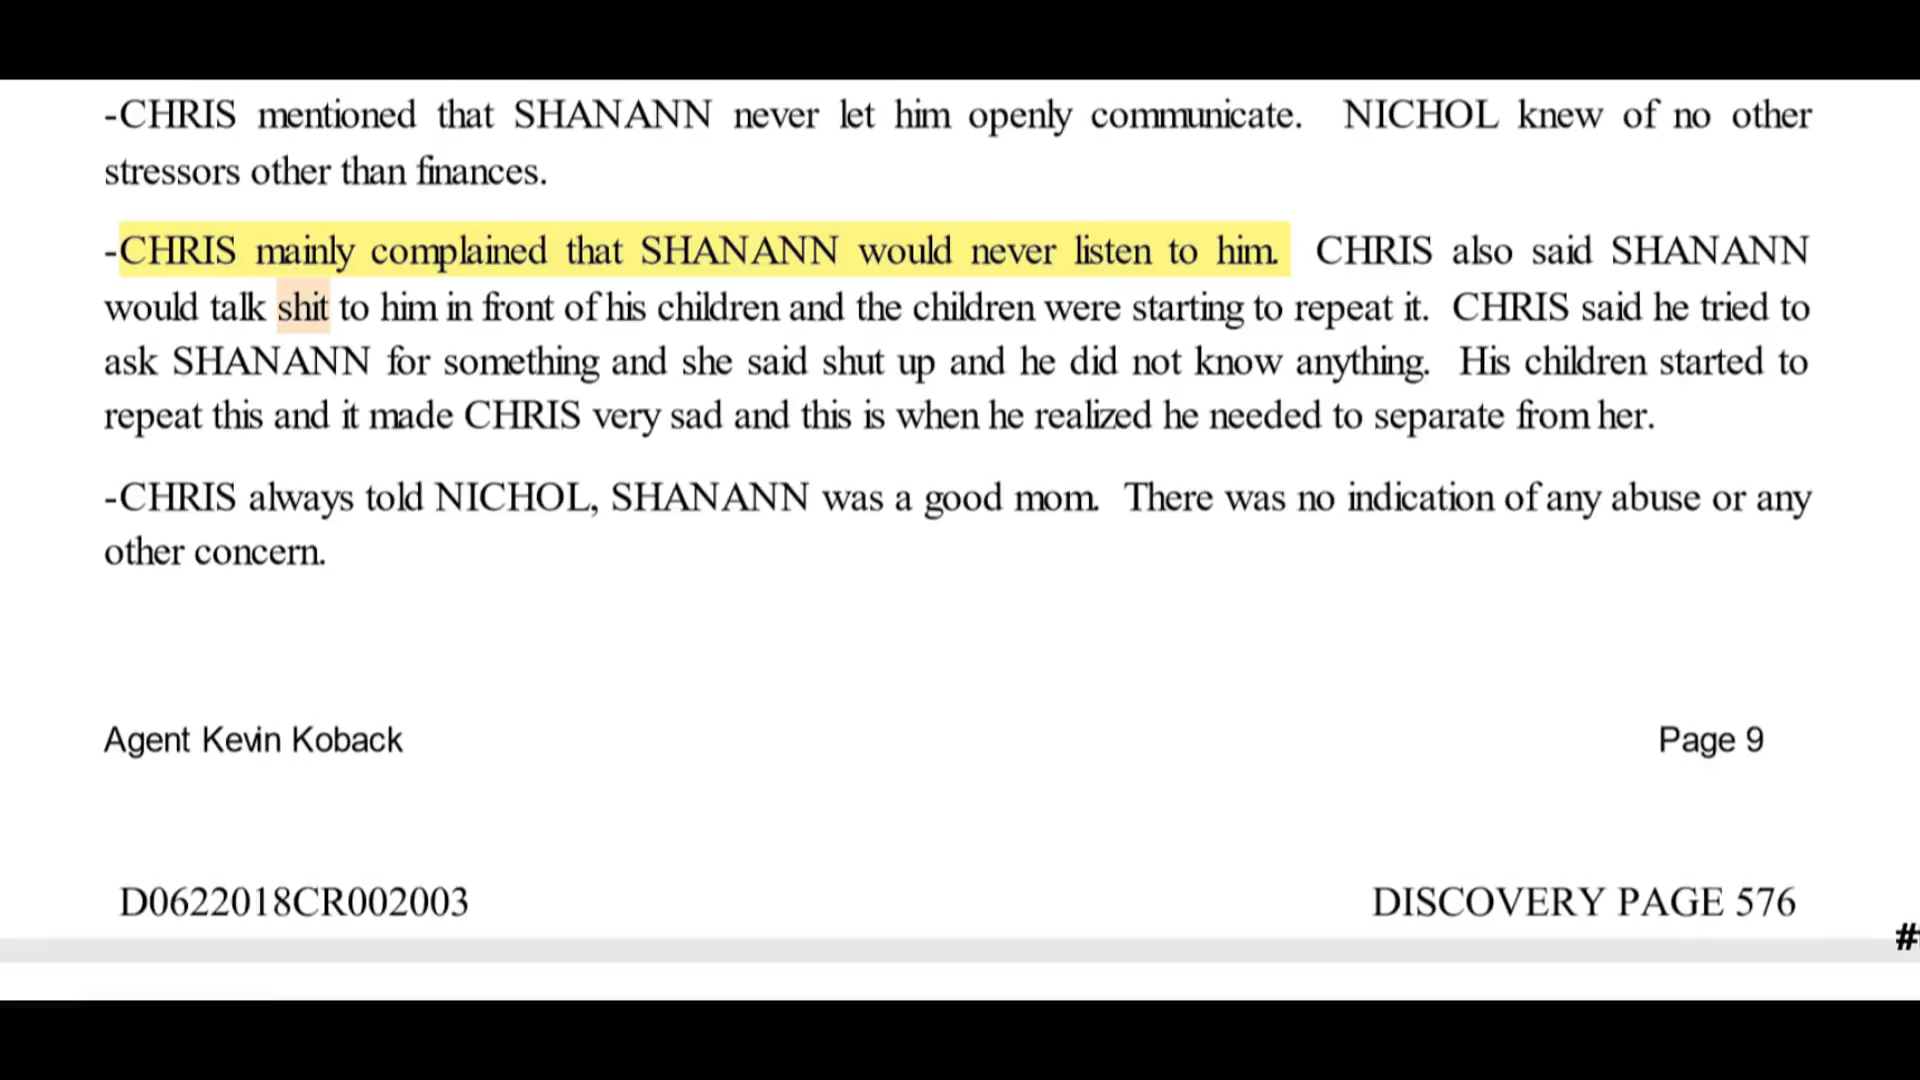 -CHRIS mentioned that SHANANN never let him openly communicate. NICHOL knew of no other
stressors other than finances.
-CHRIS mainly complained that SHANANN would never listen to him. CHRIS also said SHANANN
would talk shit to him in front of his children and the children were starting to repeat it. CHRIS said he tried to
ask SHANANN for something and she said shut up and he did not know anything. His children started to
repeat this and it made CHRIS very sad and this is when he realized he needed to separate from her.
-CHRIS always told NICHOL, SHANANN was a good mom. There was no indication of any abuse or any
other concern.
Agent Kevin Koback
Page 9
D0622018CR002003
DISCOVERY PAGE 576
#